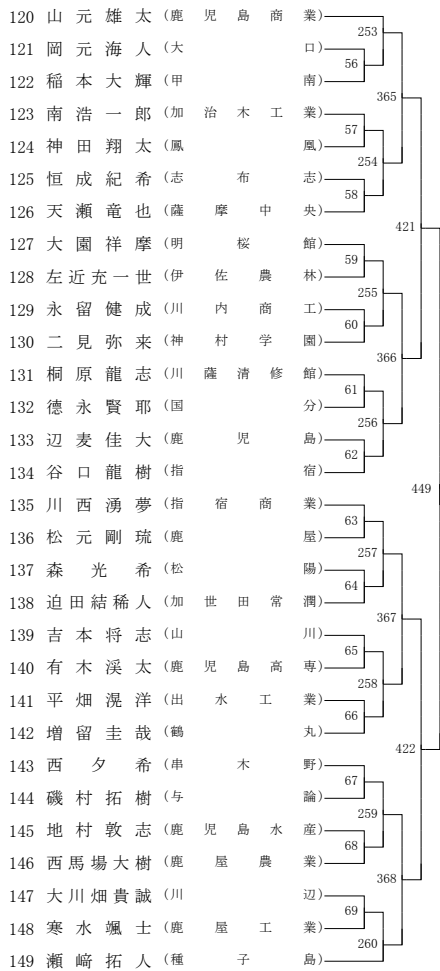 120 山元雄太 (鹿児島商業)
121 岡元海人 (大口)
122 稲本大輝 (甲南)
123 南浩一郎 (加治木工業)
124 神田翔太 (鳳凰)
125 恒成紀希 (志布志)
126 天瀬竜也 (薩摩中央)
127 大園祥摩 (明桜館)
128 左近充一世 (伊佐農林)
129 永留健成 (川内商工)
130 二見弥来 (神村学園)
131 桐原龍志 (川薩清修館)
132 德永賢耶 (国分)
133 辺麦佳大 (鹿児島)
134 谷口龍樹 (指宿)
135 川西湧夢 (指宿商業)
136 松元剛琉 (鹿屋)
137 森光希 (松陽)
138 迫田結稀人 (加世田常潤)
139 吉本将志 (山川)
140 有木渓太 (鹿児島高専)
141 平畑滉洋 (出水工業)
142 増留圭哉 (鶴丸)
143 西夕希 (串木野)
144 磯村拓樹 (与論)
145 地村敦志 (鹿児島水産)
146 西馬場大樹 (鹿屋農業)
147 大川畑貴誠 (川辺)
148 寒水颯士 (鹿屋工業)
149 瀬﨑拓人 (種子島)
253
56
365
57
254
58
421
59
255
60
366
61
256
62
449
63
257
64
367
65
258
66
422
67
259
68
368
69
260